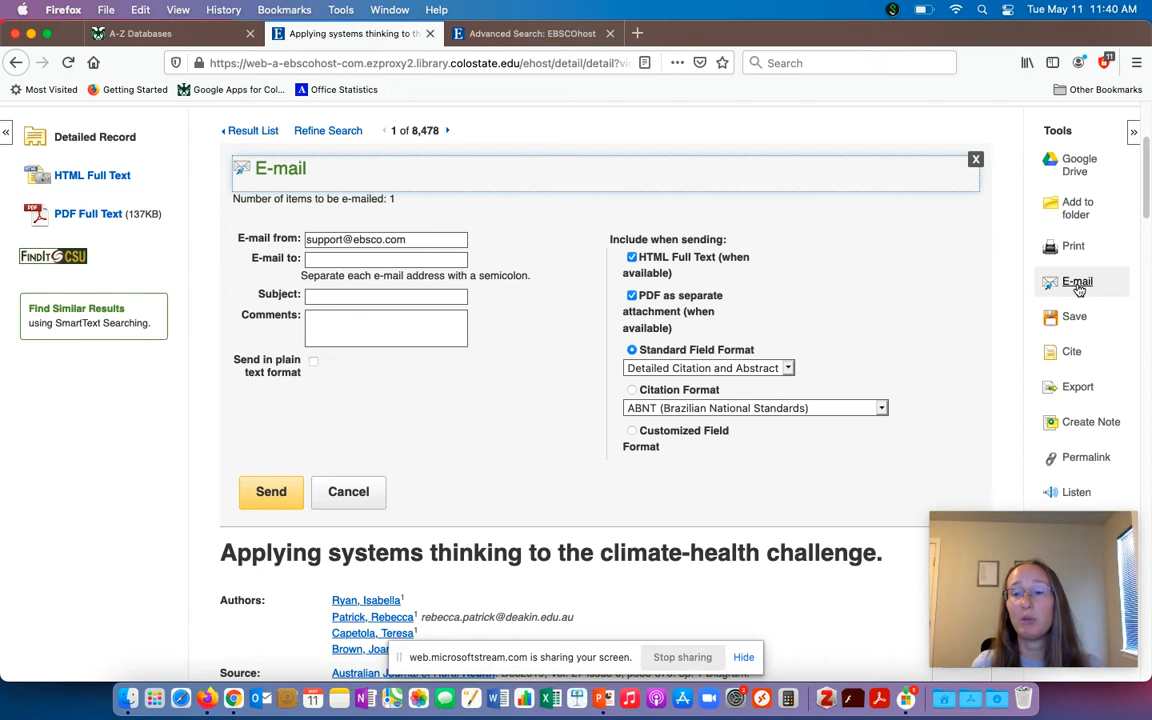 Firefox File Edit View History Bookmarks Tools Window Help
Tue May 11 11:40 AM
A-Z Databases
Applying systems thinking to th
Advanced Search: EBSCOhost
https://web-a-ebscohost-com.ezproxy2.library.colostate.edu/ehost/detail/detail?vi
Search
11
Most Visited
Getting Started
Google Apps for Col...
Office Statistics
Other Bookmarks
Detailed Record
HTML Full Text
PDF Full Text (137KB)
FindIt@CSU
Find Similar Results
using SmartText Searching.
Result List
Refine Search
1 of 8,478
E-mail
X
Number of items to be e-mailed: 1
E-mail from: support@ebsco.com
E-mail to:
Separate each e-mail address with a semicolon.
Subject:
Comments:
Send in plain
text format
Include when sending:
HTML Full Text (when
available)
PDF as separate
attachment (when
available)
Standard Field Format
Detailed Citation and Abstract
Citation Format
ABNT (Brazilian National Standards)
Customized Field
Format
Send
Cancel
Applying systems thinking to the climate-health challenge.
Authors:
Ryan, Isabella1
Patrick, Rebecca1 rebecca.patrick@deakin.edu.au
Capetola, Teresa1
Source:
Tools
Google
Drive
Add to
folder
Print
E-mail
Save
Cite
Export
Create Note
Permalink
Listen
web.microsoftstream.com is sharing your screen.
Stop sharing
Hide